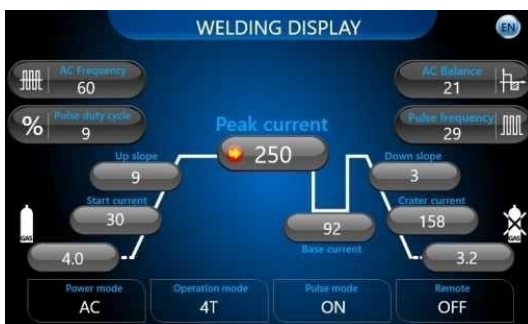 WELDING DISPLAY
EN
AC Frequency
60
AC Balance
21
%
Pulse duty cycle
9
Pulse frequency
29
Peak current
250
Up slope
9
Down slope
3
Start current
30
Crater current
158
92
Base current
GAS
GAS
4.0
3.2
Power mode
AC
Operation mode
4T
Pulse mode
ON
Remote
OFF